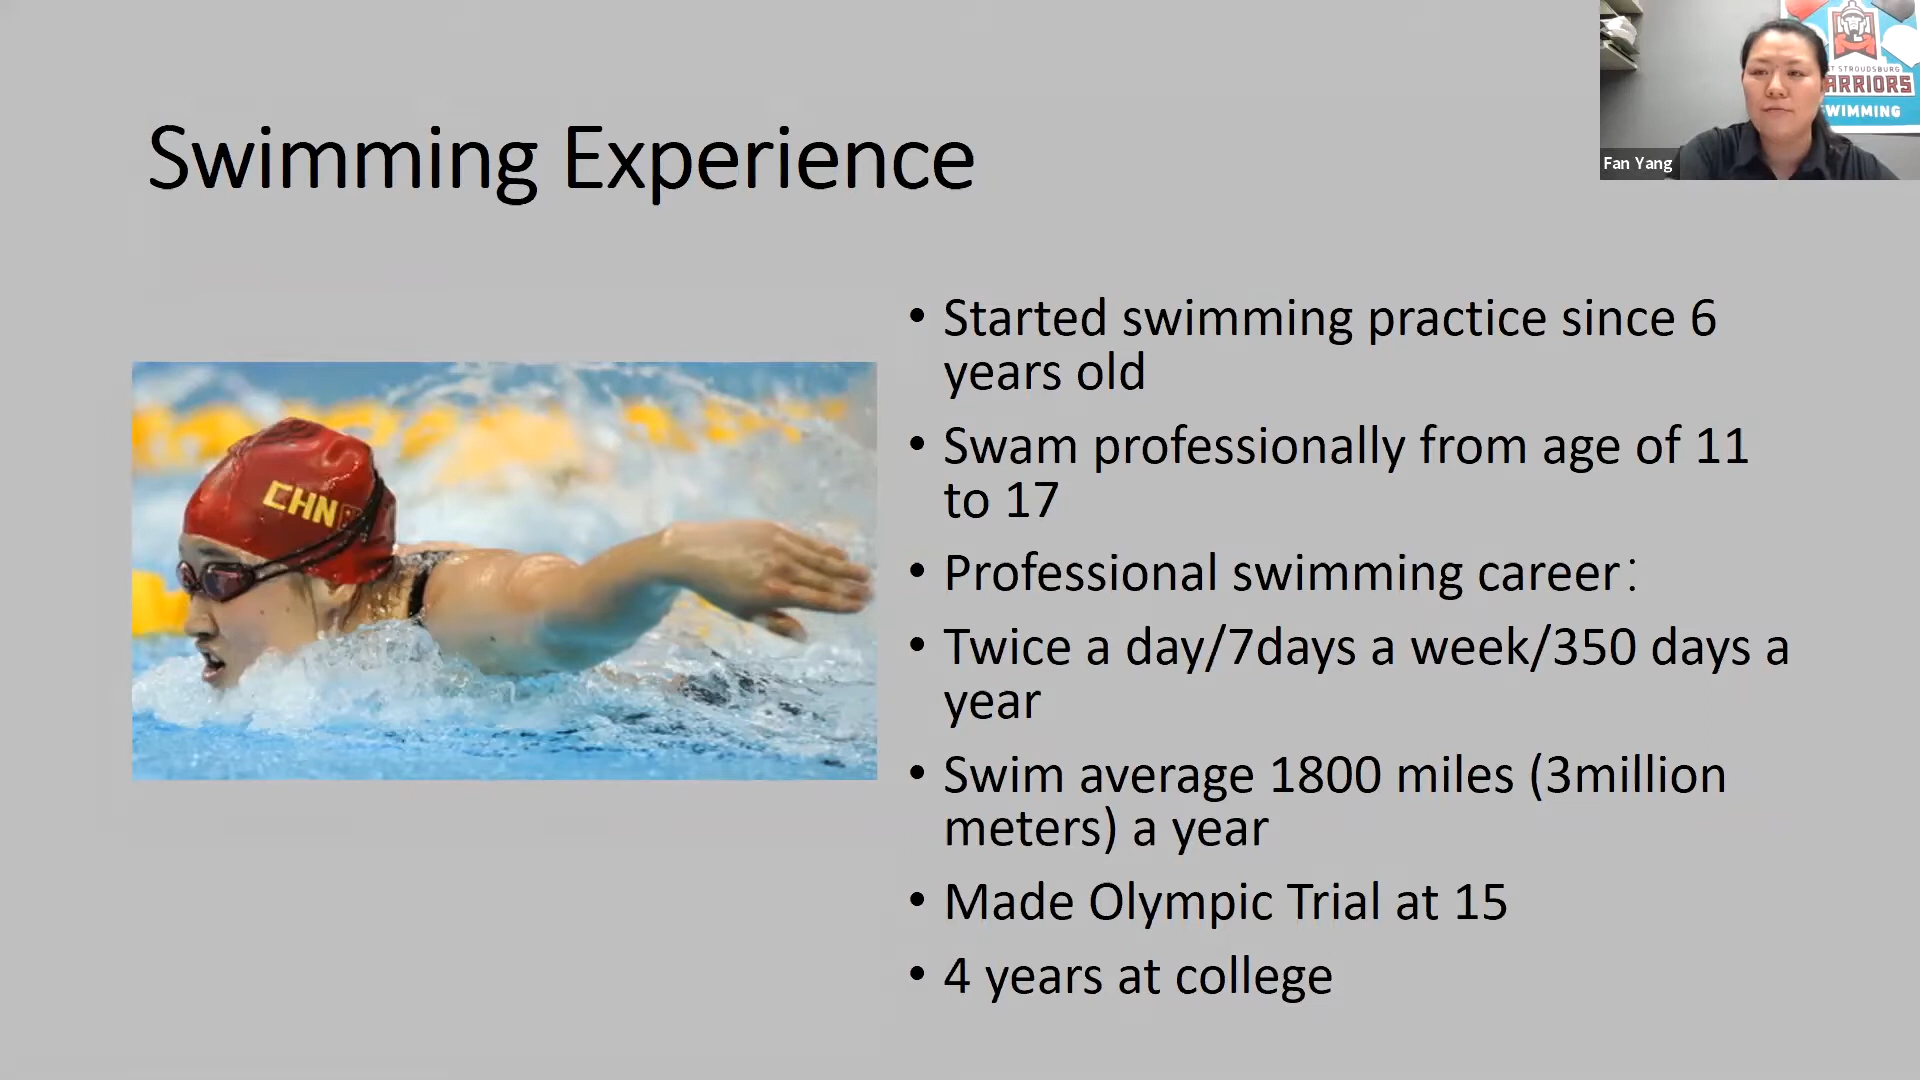 Swimming Experience
• Started swimming practice since 6
years old
• Swam professionally from age of 11
to 17
• Professional swimming career：
• Twice a day/7days a week/350 days a
year
• Swim average 1800 miles (3million
meters) a year
• Made Olympic Trial at 15
• 4 years at college
CHN
STROUDSBURG
ARRIORS
WIMMING
Fan Yang